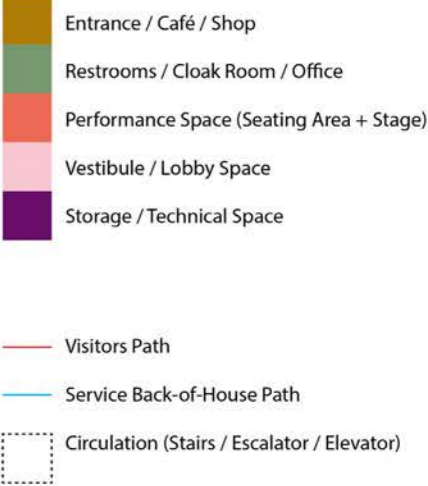 Entrance / Café / Shop
Restrooms / Cloak Room / Office
Performance Space (Seating Area + Stage)
Vestibule / Lobby Space
Storage / Technical Space
Visitors Path
Service Back-of-House Path
Circulation (Stairs / Escalator / Elevator)